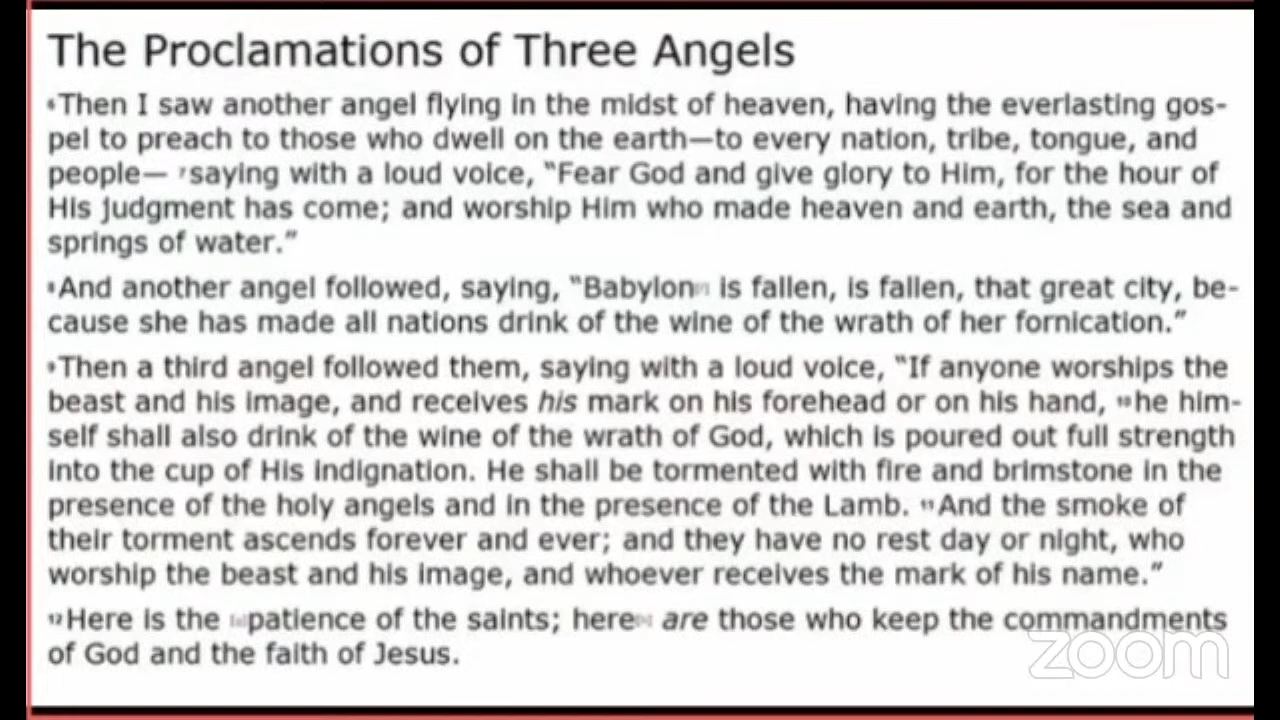 The Proclamations of Three Angels
6Then I saw another angel flying in the midst of heaven, having the everlasting gos-
pel to preach to those who dwell on the earth—to every nation, tribe, tongue, and
people— 7saying with a loud voice, “Fear God and give glory to Him, for the hour of
His judgment has come; and worship Him who made heaven and earth, the sea and
springs of water.”
8And another angel followed, saying, “Babylon is fallen, is fallen, that great city, be-
cause she has made all nations drink of the wine of the wrath of her fornication.”
9Then a third angel followed them, saying with a loud voice, “If anyone worships the
beast and his image, and receives his mark on his forehead or on his hand, 10he him-
self shall also drink of the wine of the wrath of God, which is poured out full strength
into the cup of His indignation. He shall be tormented with fire and brimstone in the
presence of the holy angels and in the presence of the Lamb. 11And the smoke of
their torment ascends forever and ever; and they have no rest day or night, who
worship the beast and his image, and whoever receives the mark of his name.”
12Here is the patience of the saints; here are those who keep the commandments
of God and the faith of Jesus.
zoom